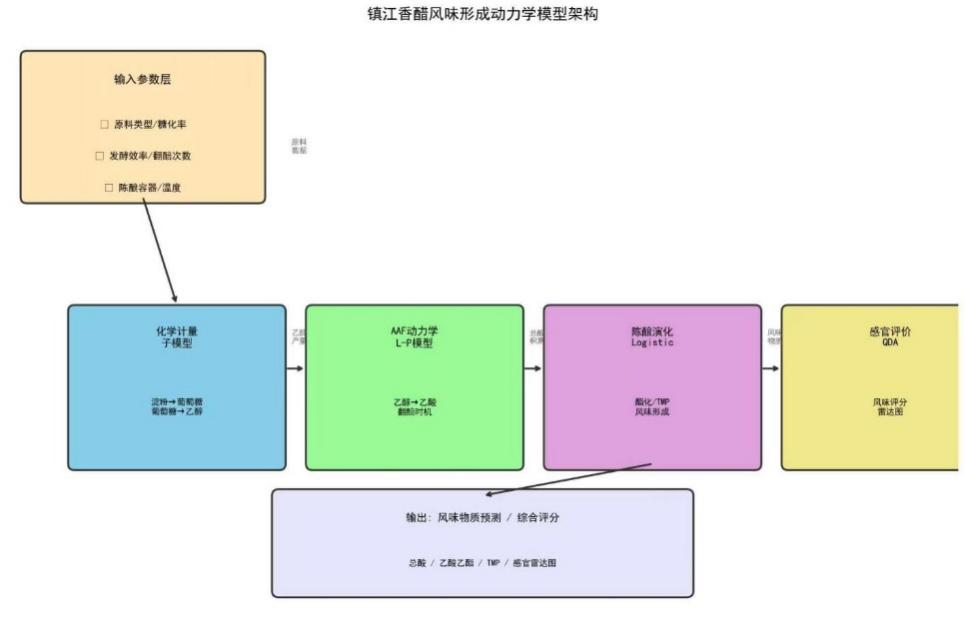 镇江香醋风味形成动力学模型架构
输入参数层
□ 原料类型/糖化率
□ 发酵效率/翻醅次数
□ 陈酿容器/温度
原料
数据
化学计量
子模型
淀粉→葡萄糖
葡萄糖→乙醇
乙醇
产量
AAF动力学
L-P模型
乙醇→乙酸
翻醅时机
总酸
积累
陈酿演化
Logistic
酯化/TMP
风味形成
风味
物质
感官评价
QDA
风味评分
雷达图
输出: 风味物质预测 / 综合评分
总酸 / 乙酸乙酯 / TMP / 感官雷达图